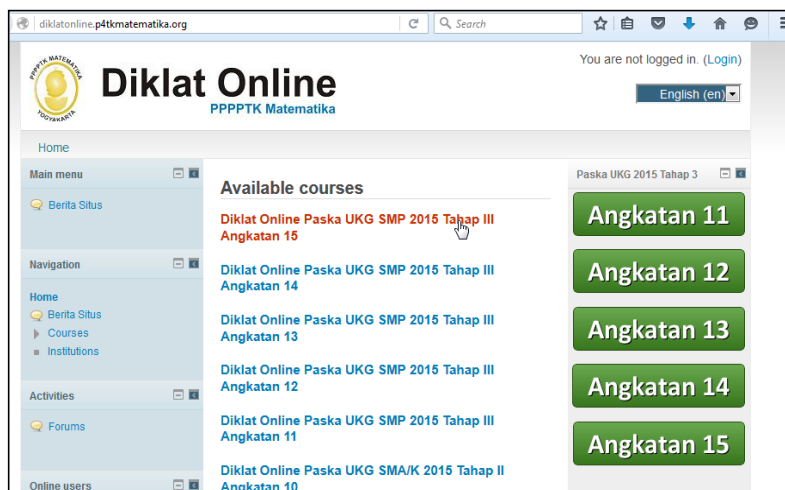 diklatonline.p4tkmatematika.org
Search
PPPPTK MATEMATIKA
YOGYAKARTA
Diklat Online
PPPPTK Matematika
You are not logged in. (Login)
English (en)
Home
Main menu
Berita Situs
Navigation
Home
Berita Situs
Courses
Institutions
Activities
Forums
Online users
Available courses
Diklat Online Paska UKG SMP 2015 Tahap III
Angkatan 15
Diklat Online Paska UKG SMP 2015 Tahap III
Angkatan 14
Diklat Online Paska UKG SMP 2015 Tahap III
Angkatan 13
Diklat Online Paska UKG SMP 2015 Tahap III
Angkatan 12
Diklat Online Paska UKG SMP 2015 Tahap III
Angkatan 11
Diklat Online Paska UKG SMA/K 2015 Tahap II
Angkatan 10
Paska UKG 2015 Tahap 3
Angkatan 11
Angkatan 12
Angkatan 13
Angkatan 14
Angkatan 15